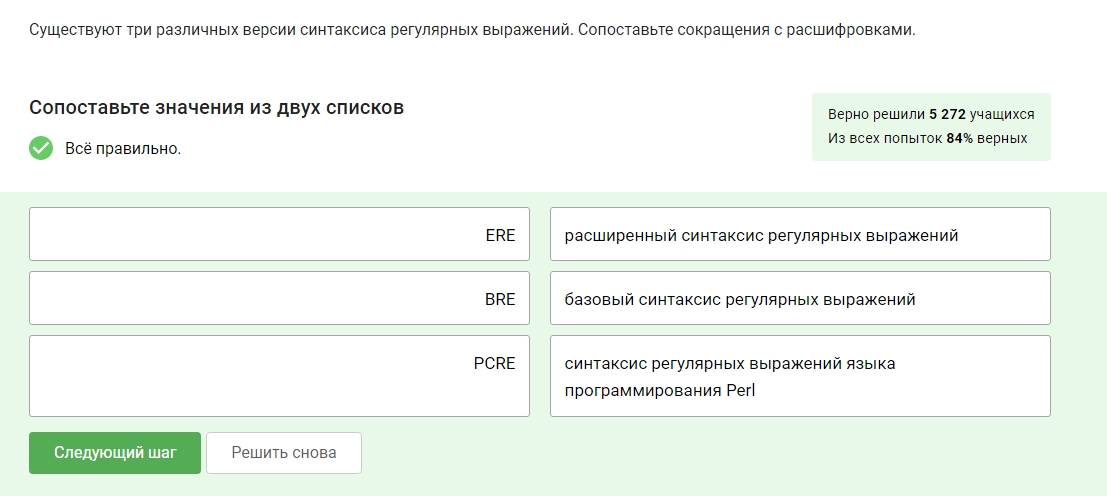 Существуют три различных версии синтаксиса регулярных выражений. Сопоставьте сокращения с расшифровками.
Сопоставьте значения из двух списков
Всё правильно.
Верно решили 5 272 учащихся
Из всех попыток 84% верных
ERE
расширенный синтаксис регулярных выражений
BRE
базовый синтаксис регулярных выражений
PCRE
синтаксис регулярных выражений языка
программирования Perl
Следующий шаг
Решить снова